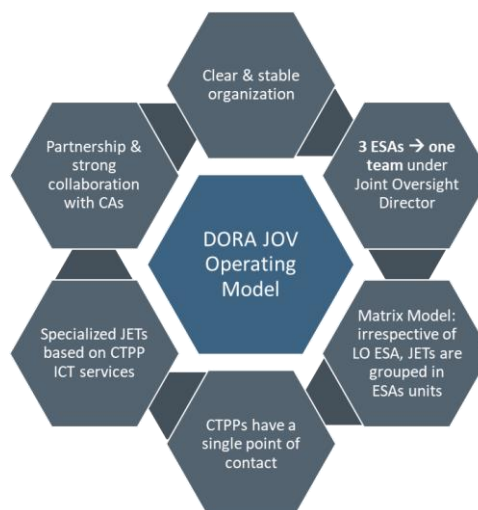 Clear & stable
organization
3 ESAs → one
team under
Joint Oversight
Director
Matrix Model:
irrespective of
LO ESA, JETs are
grouped in
ESAs units
CTPPs have a
single point of
contact
Specialized JETs
based on CTPP
ICT services
Partnership &
strong
collaboration
with CAs
DORA JOV
Operating
Model